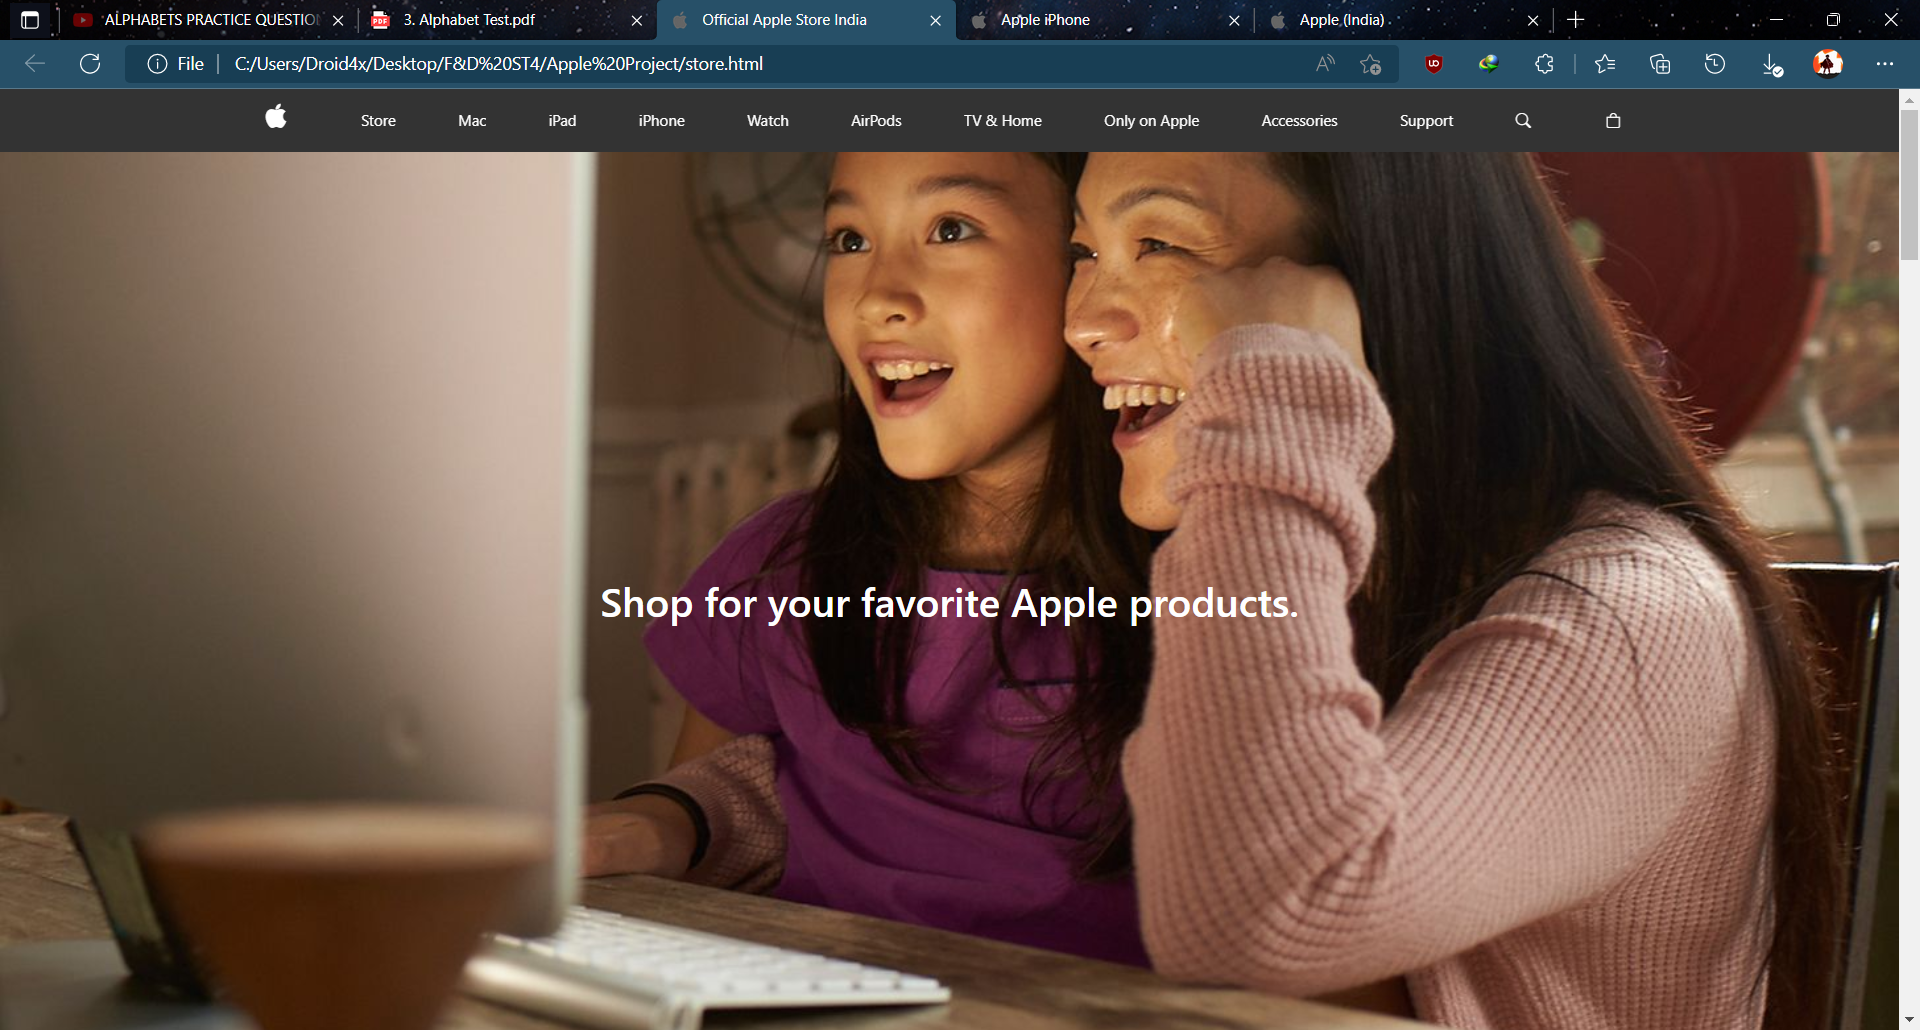 ALPHABETS PRACTICE QUESTIO
3. Alphabet Test.pdf
Official Apple Store India
Apple iPhone
Apple (India)
File
C:/Users/Droid4x/Desktop/F&D%20ST4/Apple%20Project/store.html
Store
Mac
iPad
iPhone
Watch
AirPods
TV & Home
Only on Apple
Accessories
Support
Shop for your favorite Apple products.